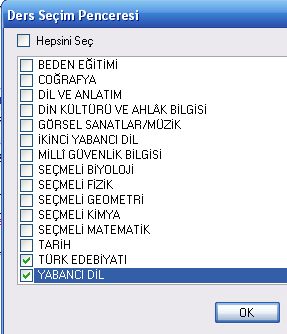 Ders Seçim Penceresi
Hepsini Seç
BEDEN EĞİTİMİ
COĞRAFYA
DİL VE ANLATIM
DİN KÜLTÜRÜ VE AHLÂK BİLGİSİ
GÖRSEL SANATLAR/MÜZİK
İKİNCİ YABANCI DİL
MİLLÎ GÜVENLİK BİLGİSİ
SEÇMELİ BİYOLOJİ
SEÇMELİ FİZİK
SEÇMELİ GEOMETRİ
SEÇMELİ KİMYA
SEÇMELİ MATEMATİK
TARİH
TÜRK EDEBİYATI
YABANCI DİL
OK